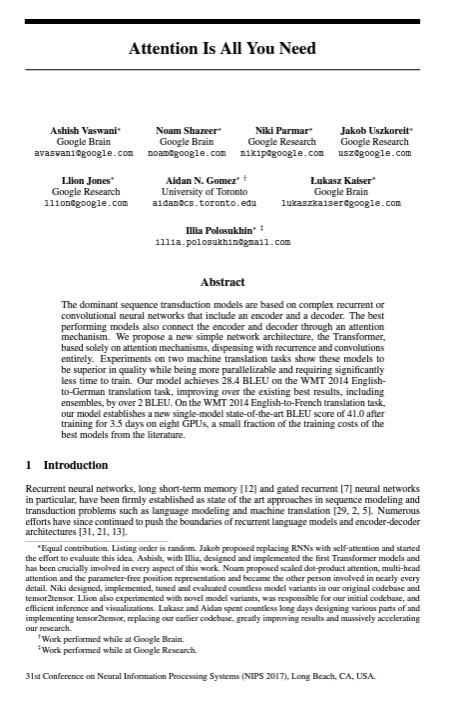 Attention Is All You Need
Ashish Vaswani* Noam Shazeer* Niki Parmar* Jakob Uszkoreit*
Google Brain Google Brain Google Research Google Research
avaswani@google.com noam@google.com nikip@google.com usz@google.com
Llion Jones* Aidan N. Gomez* † Łukasz Kaiser*
Google Research University of Toronto Google Brain
llion@google.com aidan@cs.toronto.edu lukaszkaiser@google.com
Illia Polosukhin* ‡
illia.polosukhin@gmail.com
Abstract
The dominant sequence transduction models are based on complex recurrent or
convolutional neural networks that include an encoder and a decoder. The best
performing models also connect the encoder and decoder through an attention
mechanism. We propose a new simple network architecture, the Transformer,
based solely on attention mechanisms, dispensing with recurrence and convolutions
entirely. Experiments on two machine translation tasks show these models to
be superior in quality while being more parallelizable and requiring significantly
less time to train. Our model achieves 28.4 BLEU on the WMT 2014 English-
to-German translation task, improving over the existing best results, including
ensembles, by over 2 BLEU. On the WMT 2014 English-to-French translation task,
our model establishes a new single-model state-of-the-art BLEU score of 41.0 after
training for 3.5 days on eight GPUs, a small fraction of the training costs of the
best models from the literature.
1 Introduction
Recurrent neural networks, long short-term memory [12] and gated recurrent [7] neural networks
in particular, have been firmly established as state of the art approaches in sequence modeling and
transduction problems such as language modeling and machine translation [29, 2, 5]. Numerous
efforts have since continued to push the boundaries of recurrent language models and encoder-decoder
architectures [31, 21, 13].
*Equal contribution. Listing order is random. Jakob proposed replacing RNNs with self-attention and started
the effort to evaluate this idea. Ashish, with Illia, designed and implemented the first Transformer models and
has been crucially involved in every aspect of this work. Noam proposed scaled dot-product attention, multi-head
attention and the parameter-free position representation and became the other person involved in nearly every
detail. Niki designed, implemented, tuned and evaluated countless model variants in our original codebase and
tensor2tensor. Llion also experimented with novel model variants, was responsible for our initial codebase, and
efficient inference and visualizations. Lukasz and Aidan spent countless long days designing various parts of and
implementing tensor2tensor, replacing our earlier codebase, greatly improving results and massively accelerating
our research.
†Work performed while at Google Brain.
‡Work performed while at Google Research.
31st Conference on Neural Information Processing Systems (NIPS 2017), Long Beach, CA, USA.